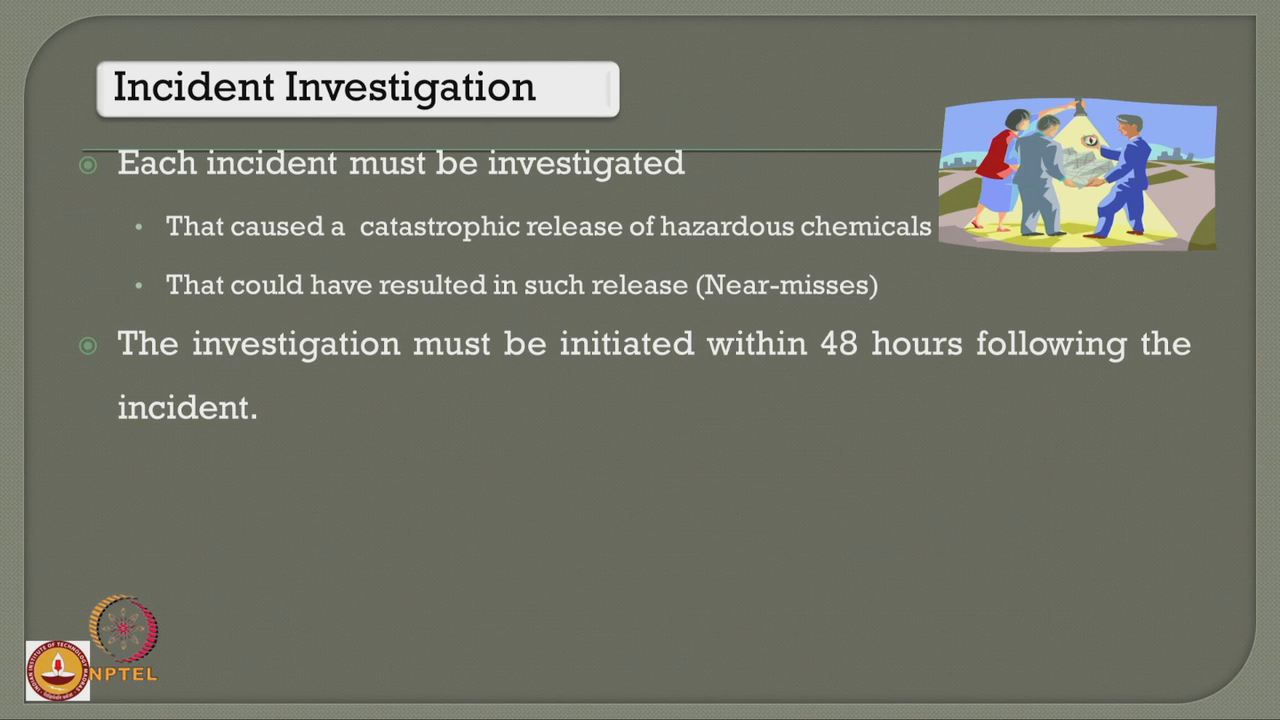 Incident Investigation
Each incident must be investigated
That caused a catastrophic release of hazardous chemicals
That could have resulted in such release (Near-misses)
The investigation must be initiated within 48 hours following the
incident.
NPTEL